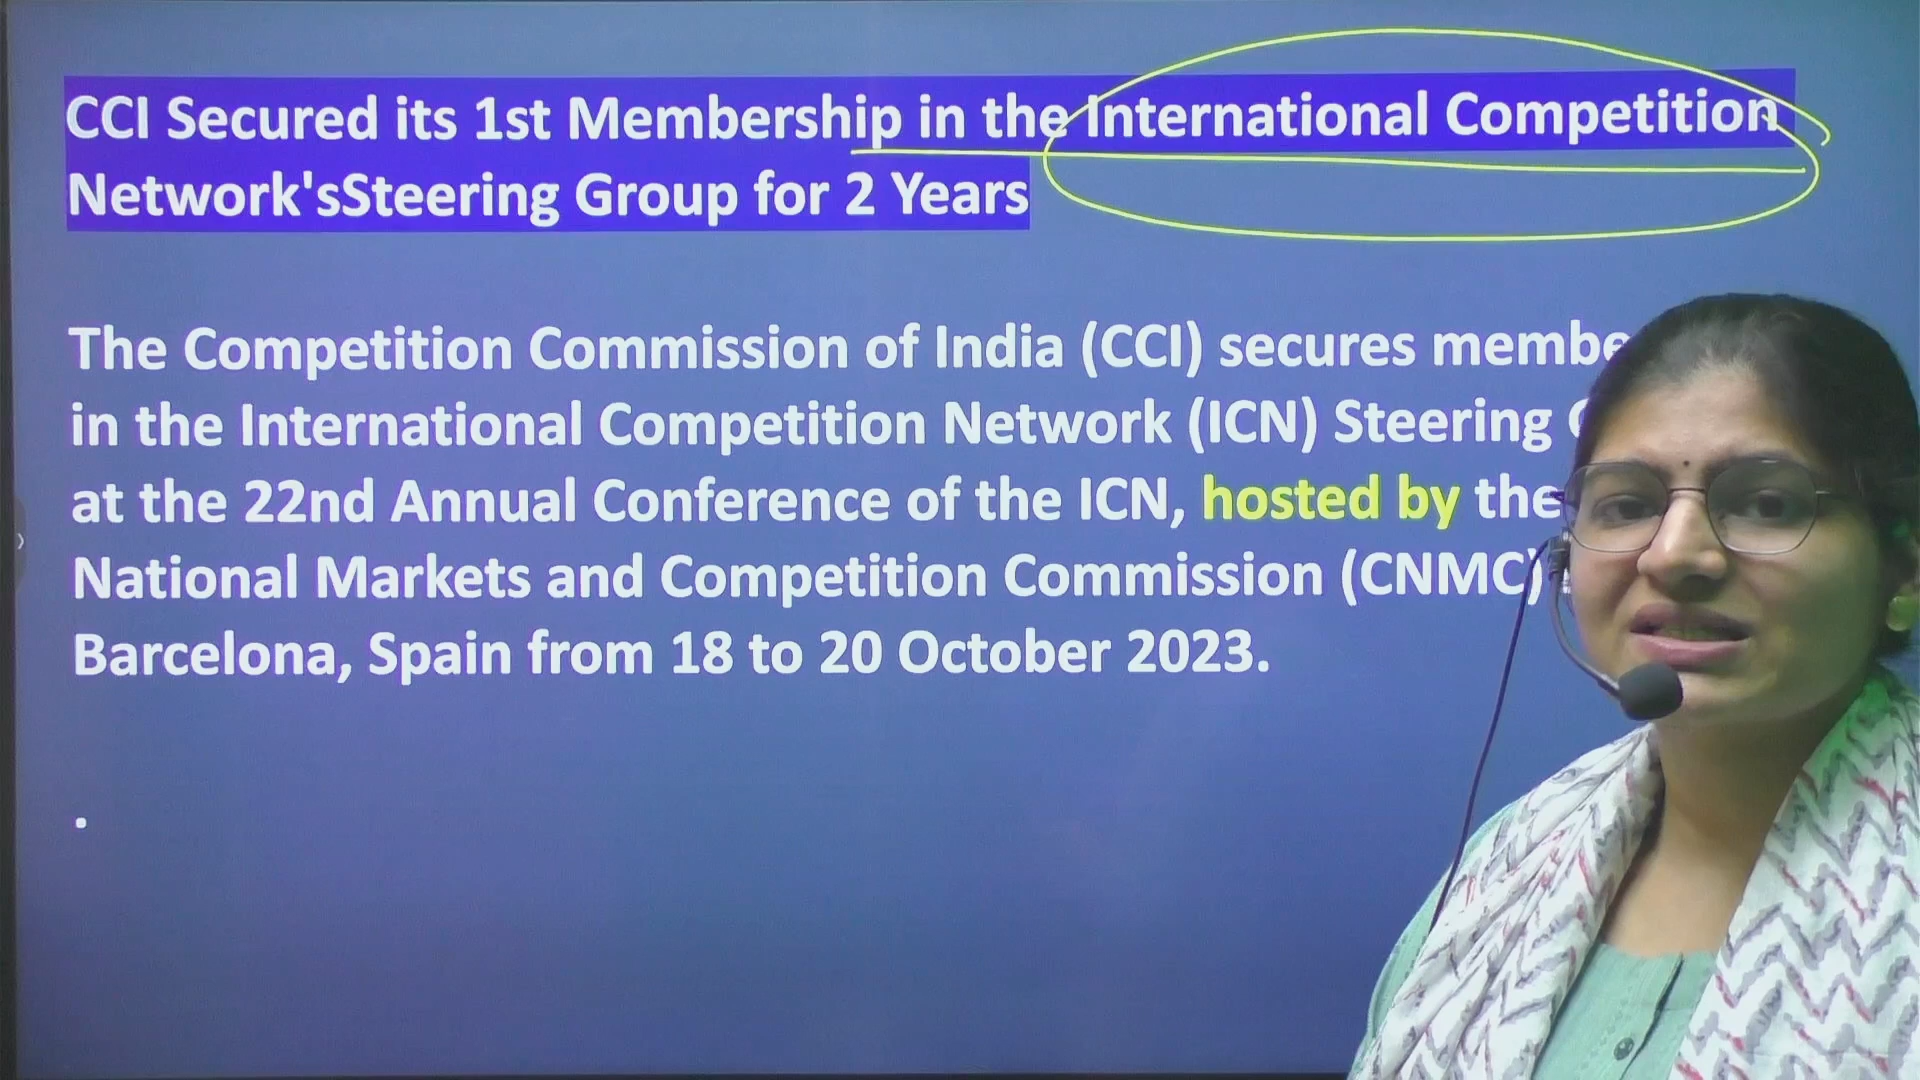 CCI Secured its 1st Membership in the International Competition
Network'sSteering Group for 2 Years
The Competition Commission of India (CCI) secures
in the International Competition Network (ICN) Steering
at the 22nd Annual Conference of the ICN, hosted by the
National Markets and Competition Commission (CNMC)
Barcelona, Spain from 18 to 20 October 2023.
.